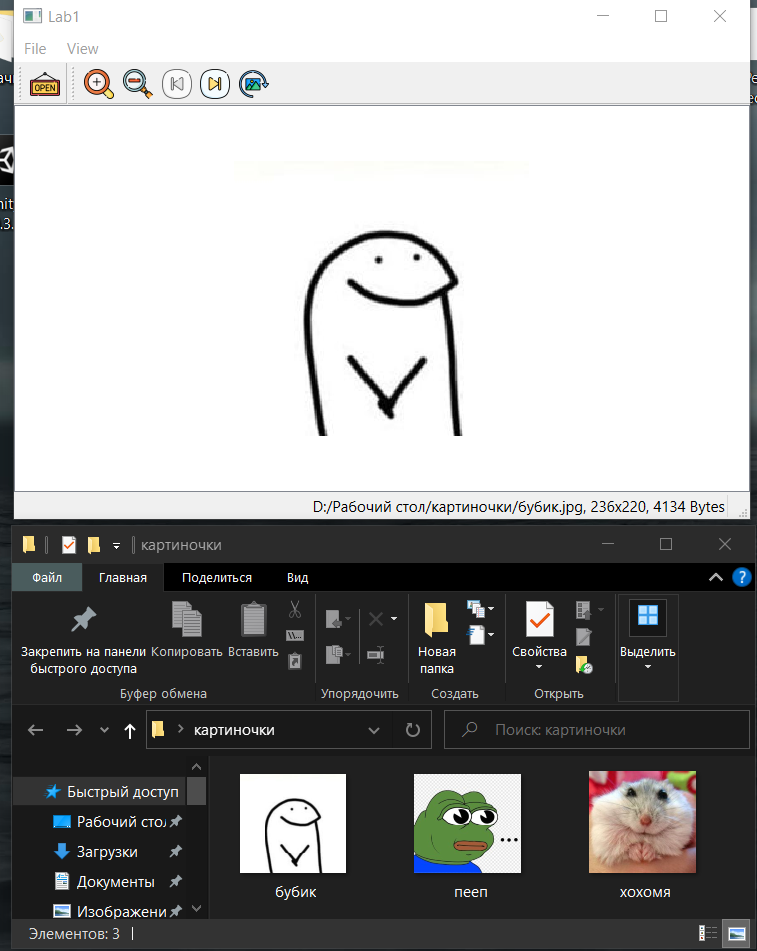 Lab1
File View
OPEN
D:/Рабочий стол/картиночки/бубик.jpg, 236x220, 4134 Bytes
картиночки
Файл Главная Поделиться Вид
Закрепить на панели быстрого доступа
Копировать
Вставить
Новая папка
Свойства
Выделить
Буфер обмена Упорядочить Создать Открыть
картиночки
Поиск: картиночки
Быстрый доступ
Рабочий стол
Загрузки
Документы
Изображени
бубик пееп хохомя
Элементов: 3